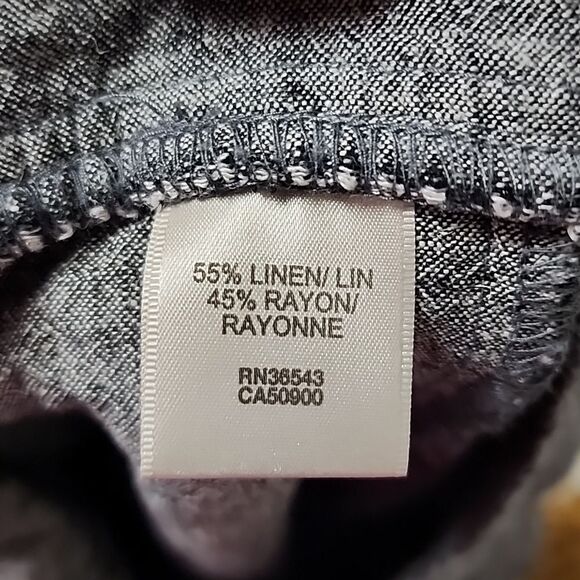 55% LINEN/ LIN
45% RAYON/
RAYONNE
RN36543
CA50900